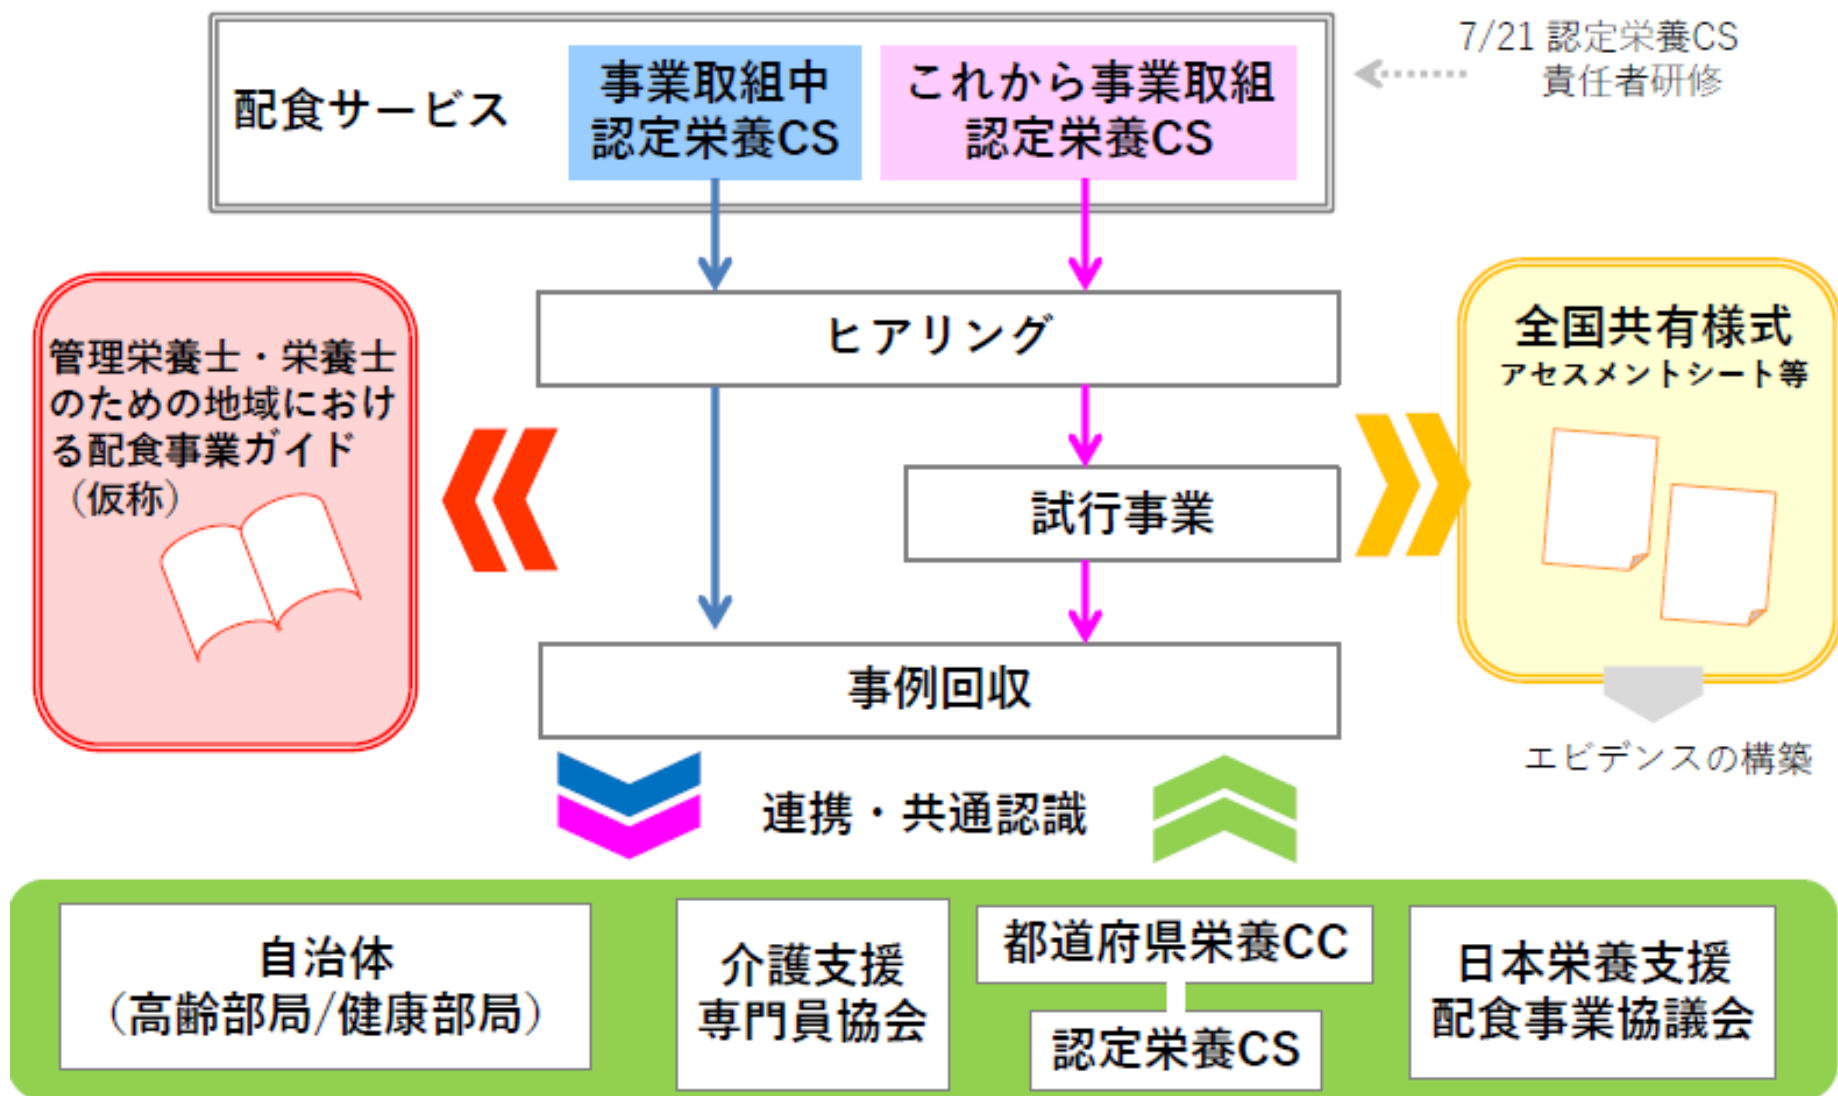 配食サービス
事業取組中
認定栄養CS
これから事業取組
認定栄養CS
7/21 認定栄養CS
責任者研修
ヒアリング
管理栄養士・栄養士
のための地域におけ
る配食事業ガイド
（仮称）
全国共有様式
アセスメントシート等
試行事業
事例回収
エビデンスの構築
連携・共通認識
自治体
（高齢部局/健康部局）
介護支援
専門員協会
都道府県栄養CC
認定栄養CS
日本栄養支援
配食事業協議会